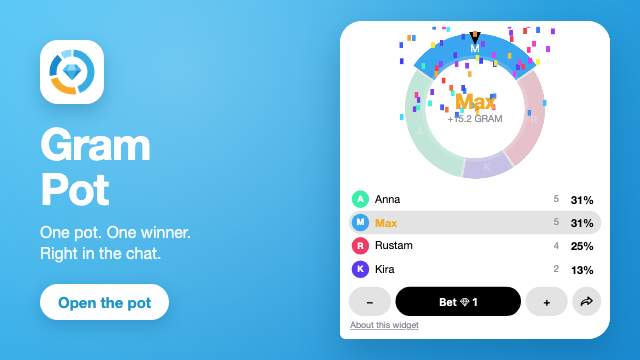 Gram
Pot
One pot. One winner.
Right in the chat.
Open the pot
M
Max
+15.2 GRAM
R
K
A Anna 5 31%
M Max 5 31%
R Rustam 4 25%
K Kira 2 13%
−
Bet 1
+
About this widget